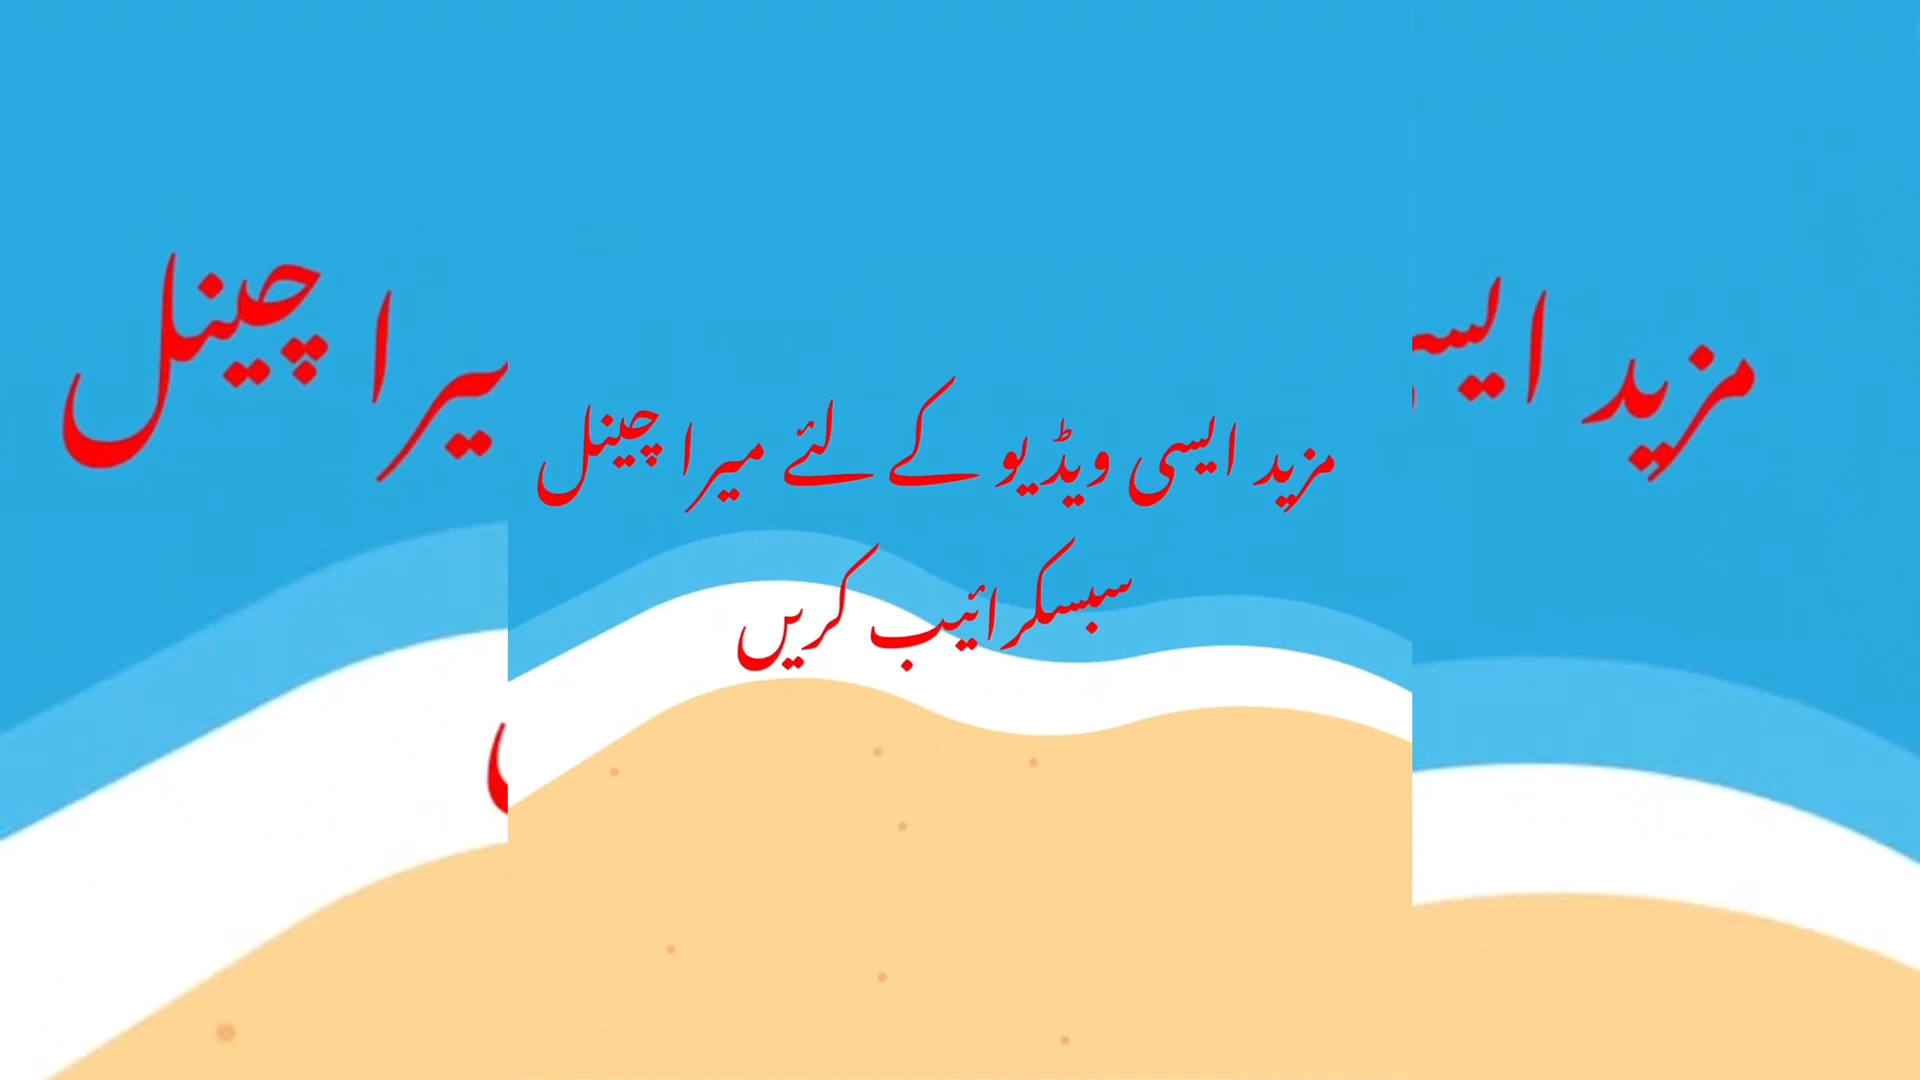 مزید ایسی ویڈیو کے لئے میرا چینل
سبسکرائیب کریں